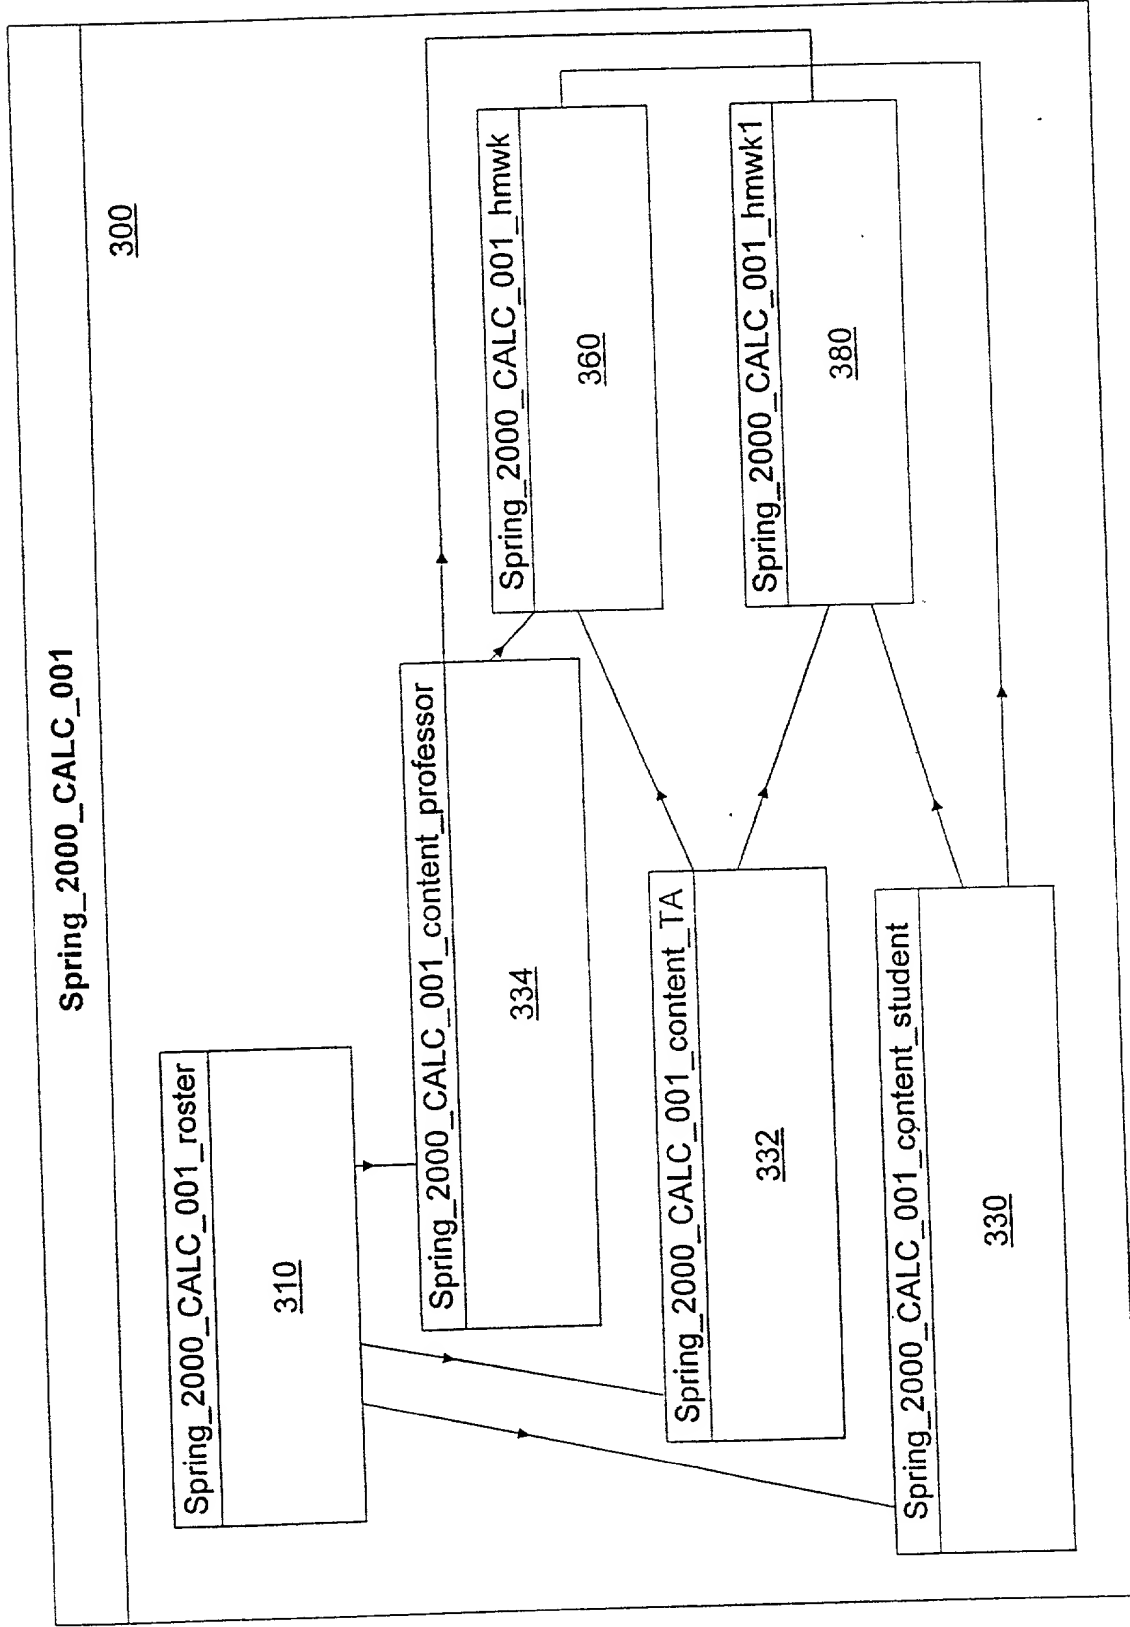 Spring_2000_CALC_001
300
Spring_2000_CALC_001_roster
310
Spring_2000_CALC_001_content_professor
334
Spring_2000_CALC_001_hmwk
360
Spring_2000_CALC_001_content_TA
332
Spring_2000_CALC_001_hmwk1
380
Spring_2000_CALC_001_content_student
330